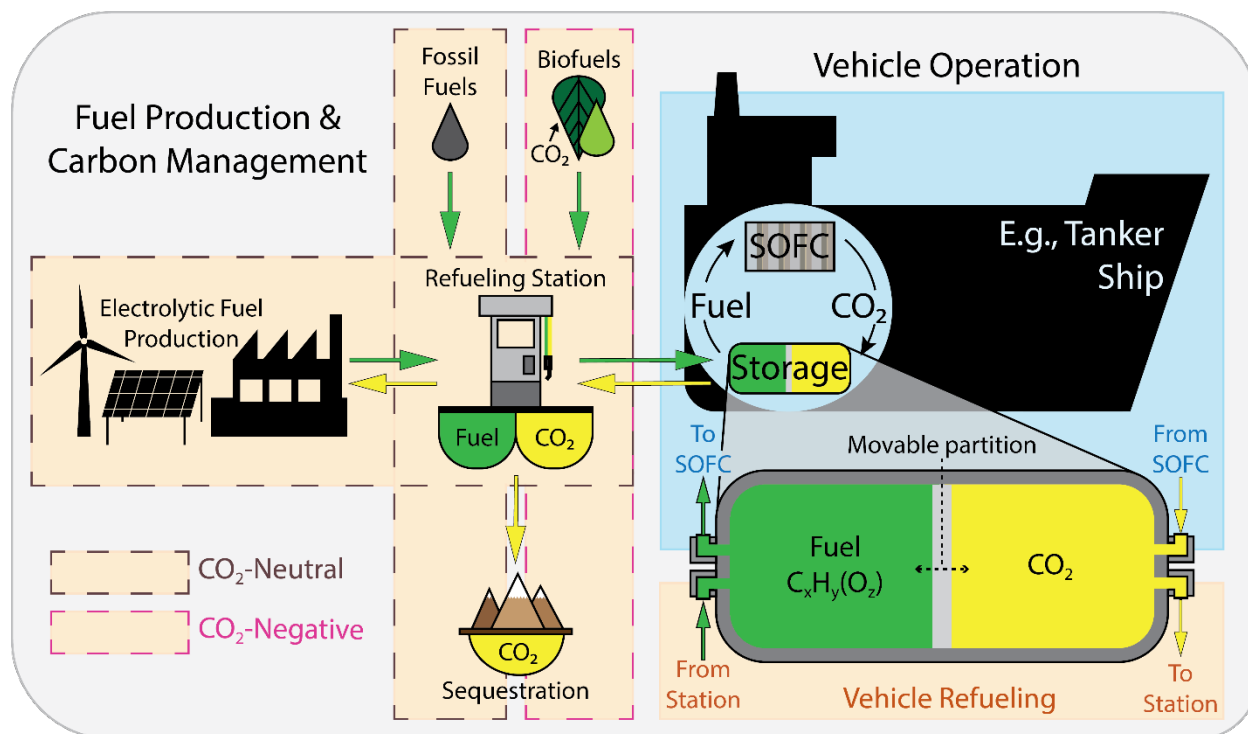 Fuel Production &
Carbon Management
Fossil
Fuels
Biofuels
CO₂
Vehicle Operation
Electrolytic Fuel
Production
Refueling Station
Fuel
CO₂
SOFC
Fuel
CO₂
Storage
E.g., Tanker
Ship
To
SOFC
Movable partition
From
SOFC
Fuel
CₓHᵧ(O_z)
CO₂
CO₂-Neutral
CO₂-Negative
CO₂
Sequestration
From
Station
Vehicle Refueling
To
Station